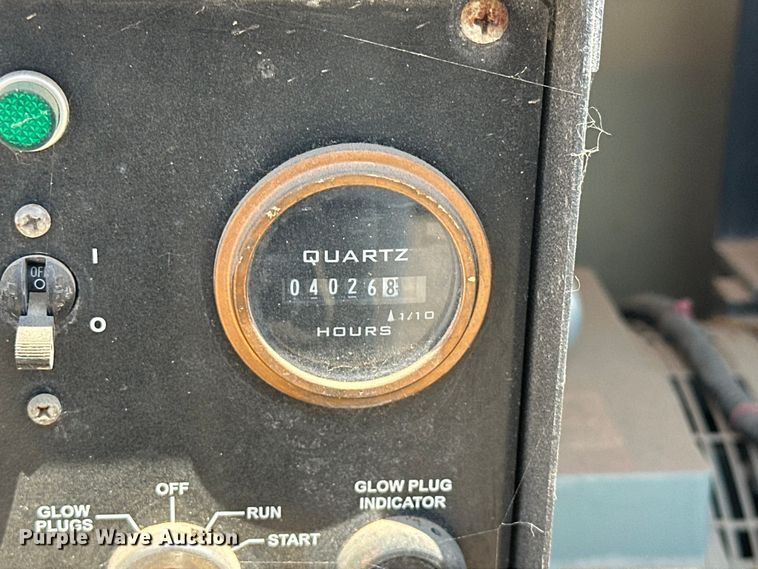 QUARTZ
040268
1/10
HOURS
I
OFF
O
O
GLOW PLUG
INDICATOR
OFF
GLOW
PLUGS
RUN
START
Purple Wave Auction